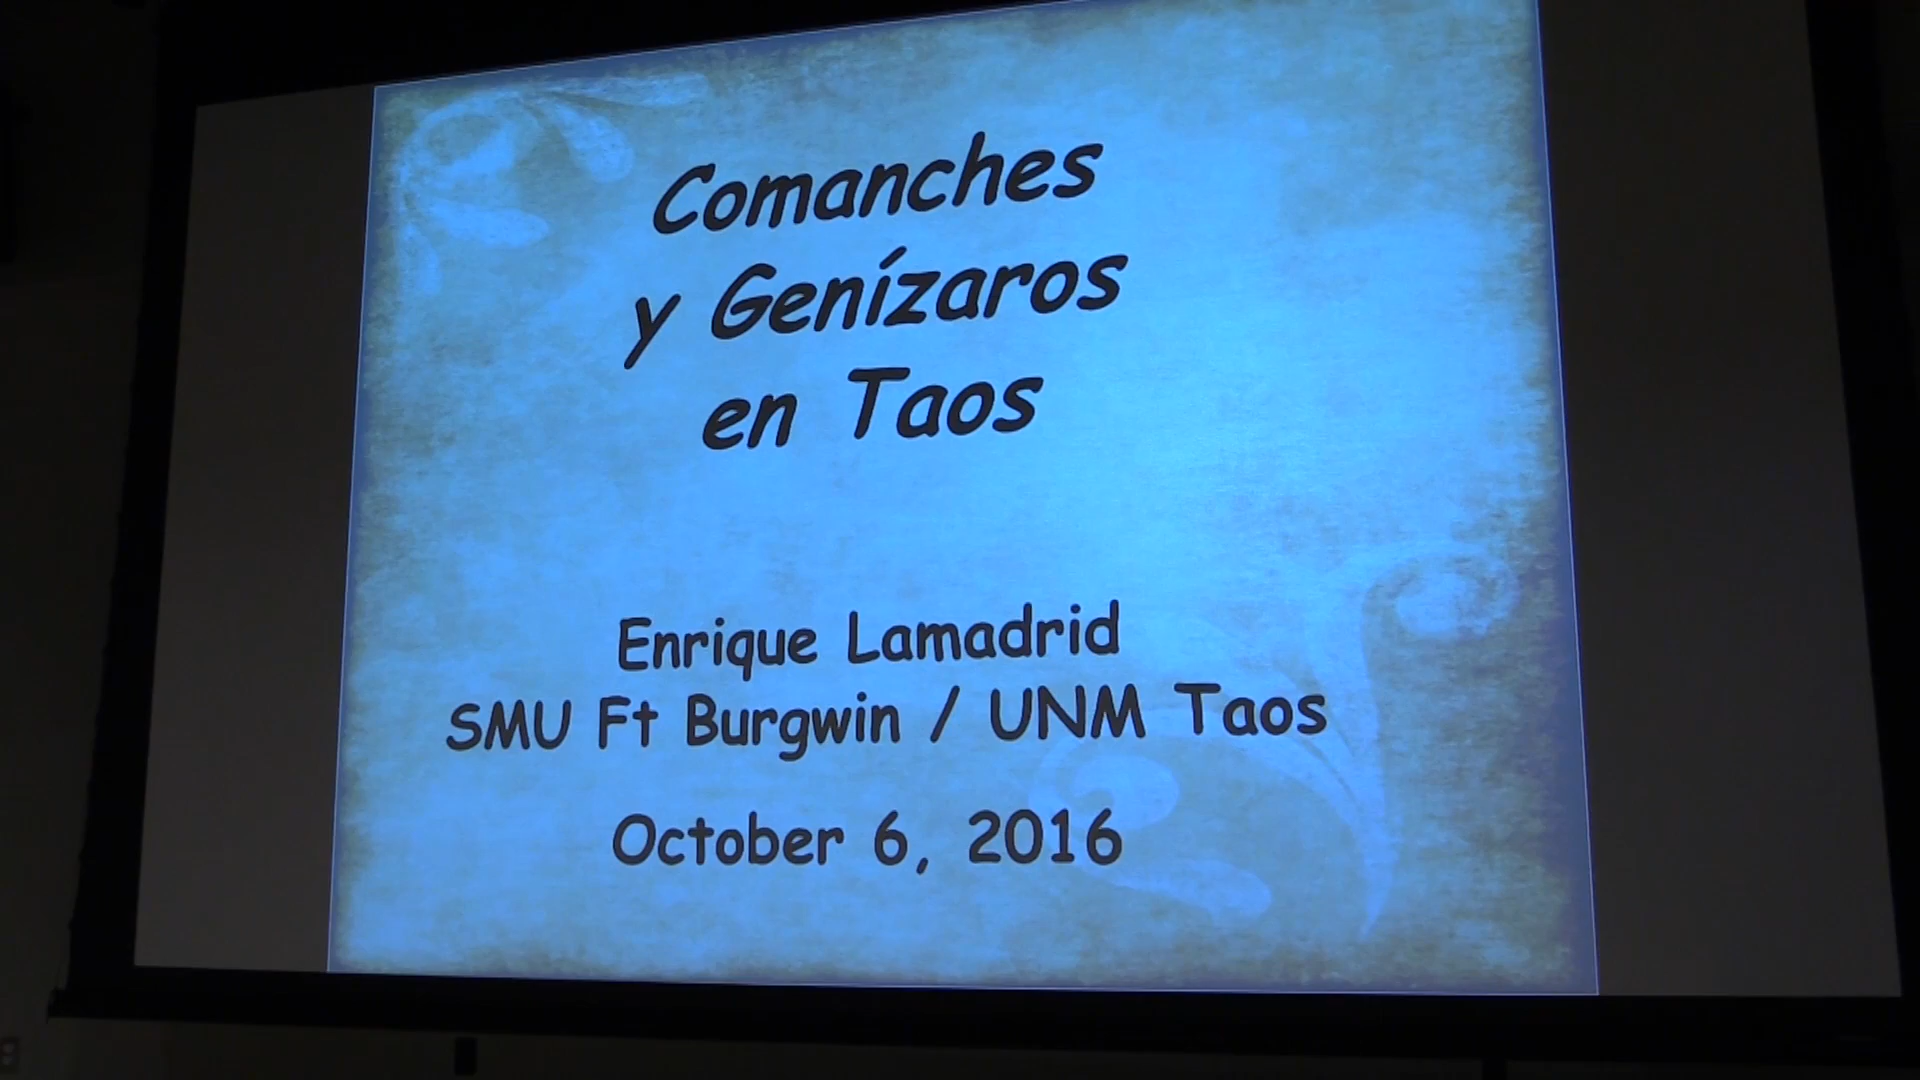 Comanches
y Genízaros
en Taos
Enrique Lamadrid
SMU Ft Burgwin / UNM Taos
October 6, 2016